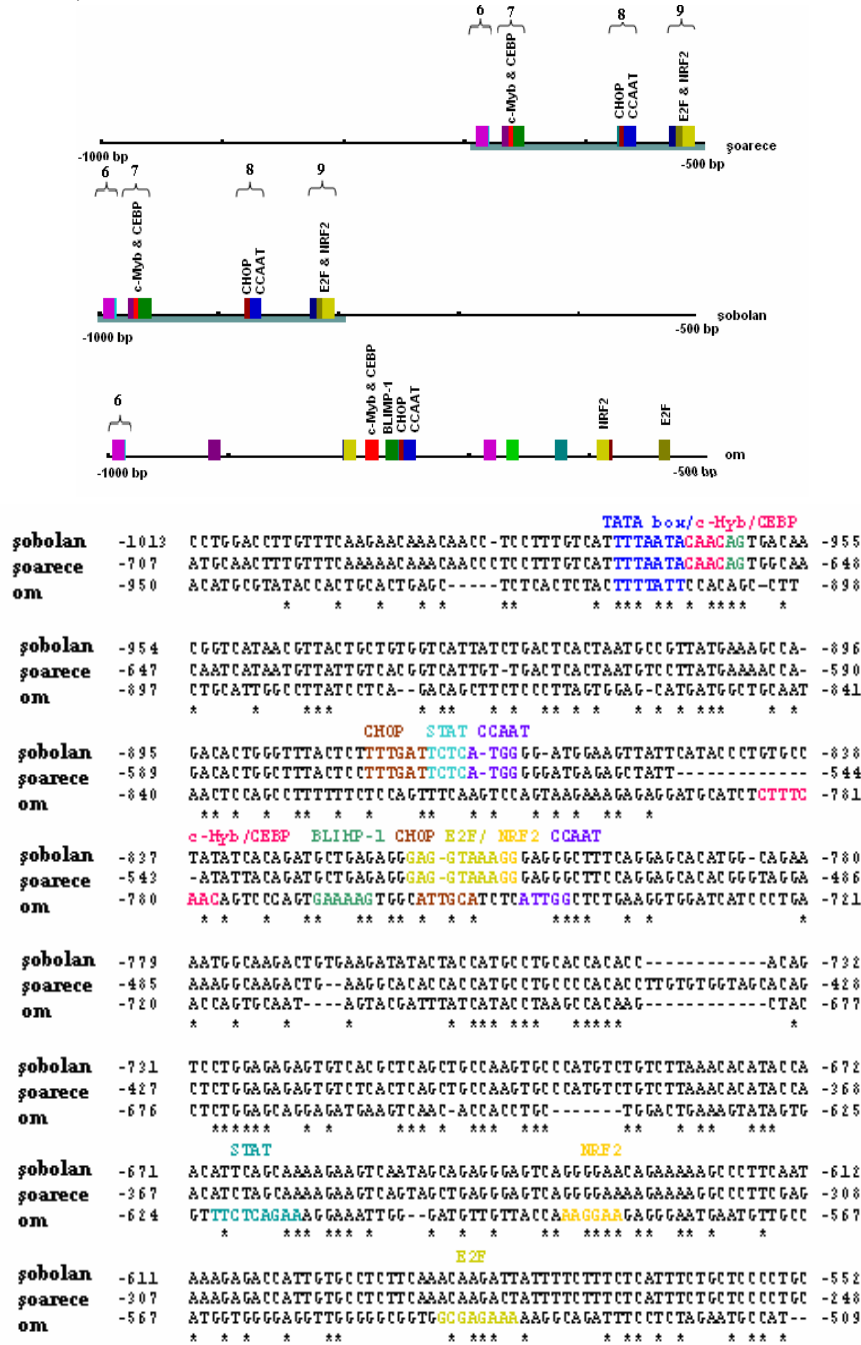 6 7 8 9
c-Myb & CEBP
CHOP
CCAAT
E2F & NRF2
-1000 bp
-500 bp
şoarece
6 7 8 9
c-Myb & CEBP
CHOP
CCAAT
E2F & NRF2
-1000 bp
-500 bp
şobolan
6
c-Myb & CEBP
BLIMP-1
CHOP
CCAAT
NRF2
E2F
-1000 bp
-500 bp
om
TATA box/c-Myb/CEBP
şobolan -1013 CCTGGACCTTGTTTCAAGAACAAACAACC-TCCTTTGTCATTTTAATACAACAGTGACAA -955
şoarece -707 ATGCAACTTTGTTTCAAAAACAAACAACCCTCCTTTGTCATTTTAATACAACAGTGGCAA -648
om -950 ACATGCGTATACCACTGCACTGAGC-----TCTCACTCTACTTTTATTCCACAGC-CTT -898
şobolan -954 CGGTCATAACGTTACTGCTGTGGTCATTATCTGACTCACTAATGCCGTTATGAAAGCCA- -896
şoarece -647 CAATCATAATGTTATTGTCACGGTCATTGT-TGACTCACTAATGTCCTTATGAAAACCA- -590
om -897 CTGCATTGGCCTTATCCTCA--GACAGCTTCTCCCTTAGTGGAG-CATGATGGCTGCAAT -841
CHOP STAT CCAAT
şobolan -895 GACACTGGGTTTACTCTTTTGATTCTCA-TGGGG-ATGGAAGTTATTCATACCCTGTGCC -838
şoarece -589 GACACTGGCTTTACTCCTTTGATTCTCA-TGGGGGATGAGAGCTATT------------- -544
om -840 AACTCCAGCCTTTTTTCTCCAGTTTCAAGTCCAGTAAGAAAGAGAGGATGCATCTCTTTC -781
c-Myb/CEBP BLIMP-1 CHOP E2F/ NRF2 CCAAT
şobolan -837 TATATCACAGATGCTGAGAGGGAG-GTAAAGGGAGGGCTTTCAGGAGCACATGG-CAGAA -780
şoarece -543 -ATATTACAGATGCTGAGAGGGAG-GTAAAGGGAGGGCTTCCAGGAGCACACGGGTAGGA -486
om -780 AACAGTCCCAGTGAAAAGTGGCATTGCATCTCATTGGCTCTGAAGGTGGATCATCCCTGA -721
şobolan -779 AATGGCAAGACTGTGAAGATATACTACCATGCCTGCACCACACC-----------ACAG -732
şoarece -485 AAAGGCAAGACTG-AAGGCACACCACCATGCCTGCCCCACACCTTGTGTGGTAGCACAG -428
om -720 ACCAGTGCAAT----AGTACGATTTATCATACCTAAGCCACAAG------------CTAC -677
şobolan -731 TCCTGGAGAGAGTGTCACGCTCAGCTGCCAAGTGCCCATGTCTGTCTTAAACACATACCA -672
şoarece -427 CTCTGGAGAGAGTGTCTCACTCAGCTGCCAAGTGCCCATGTCTGTCTTAAACACATACCA -368
om -676 CTCTGGAGCAGGAGATGAAGTCAAC-ACCACCTGC-------TGGACTGAAAGTATAGTG -625
STAT NRF2
şobolan -671 ACATTCAGCAAAAGAAGTCAATAGCAGAGGGAGTCAGGGGAACAGAAAAAGCCCTTCAAT -612
şoarece -367 ACATCTAGCAAAAGAAGTCAGTAGCTGAGGGAGTCAGGGGAAAAGAAAAGGCCCTTCGAG -308
om -624 GTTTCTCAGAAAGGAAATTGG--GATGTTGTTACCAAAGGAAGAGGGAATGAATGTTGCC -567
E2F
şobolan -611 AAAGAGACCATTGTGCCTCTTCAAACAAGATTATTTTCTTTCTCATTTCTGCTCCCCTGC -552
şoarece -307 AAAGAGACCATTGTGCCTCTTCAAACAAGACTATTTTCTTTCTCATTTCTGCTCCCCTGC -248
om -567 ATGGTGGGGAGGTTGGGGGCGGTGGCGAGAAAAAGGCAGATTTCCTCTAGAATGCCAT-- -509